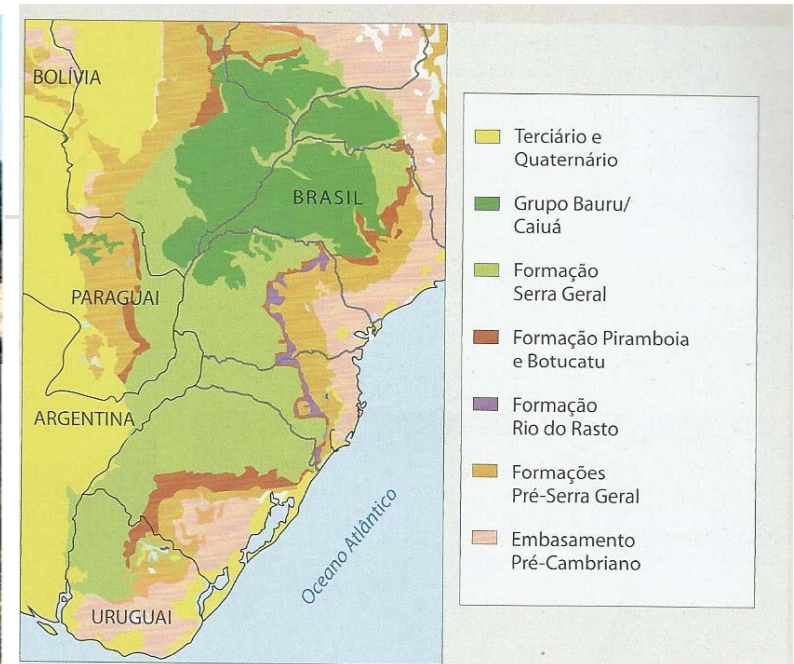 BOLÍVIA
BRASIL
PARAGUAI
ARGENTINA
URUGUAI
Oceano Atlântico
Terciário e
Quaternário
Grupo Bauru/
Caiuá
Formação
Serra Geral
Formação Piramboia
e Botucatu
Formação
Rio do Rasto
Formações
Pré-Serra Geral
Embasamento
Pré-Cambriano